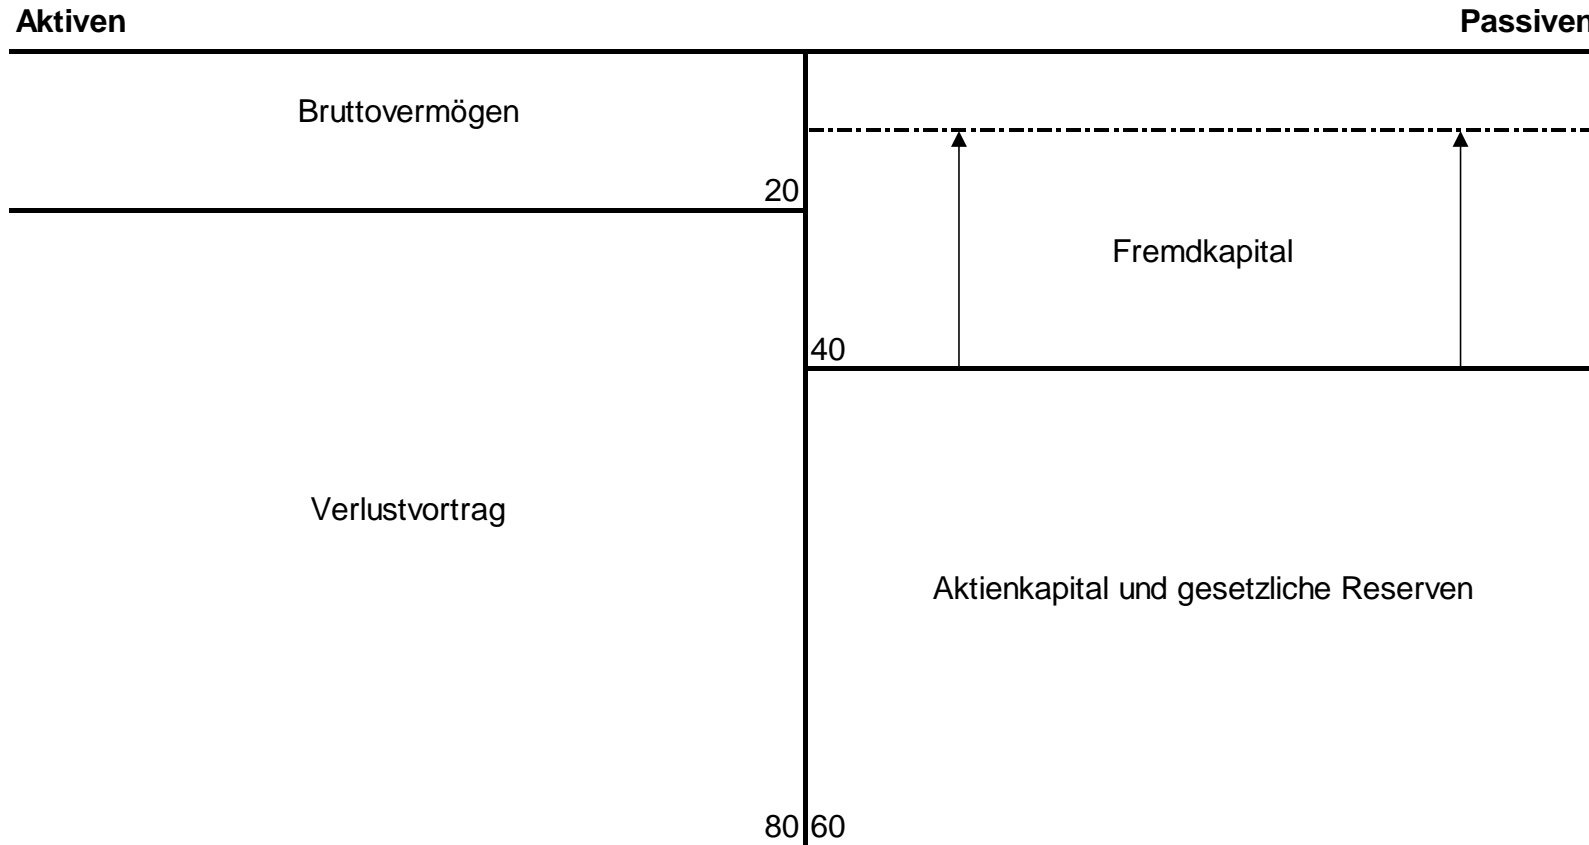 Aktiven Passiven
Bruttovermögen
20
Fremdkapital
40
Verlustvortrag
Aktienkapital und gesetzliche Reserven
80 60